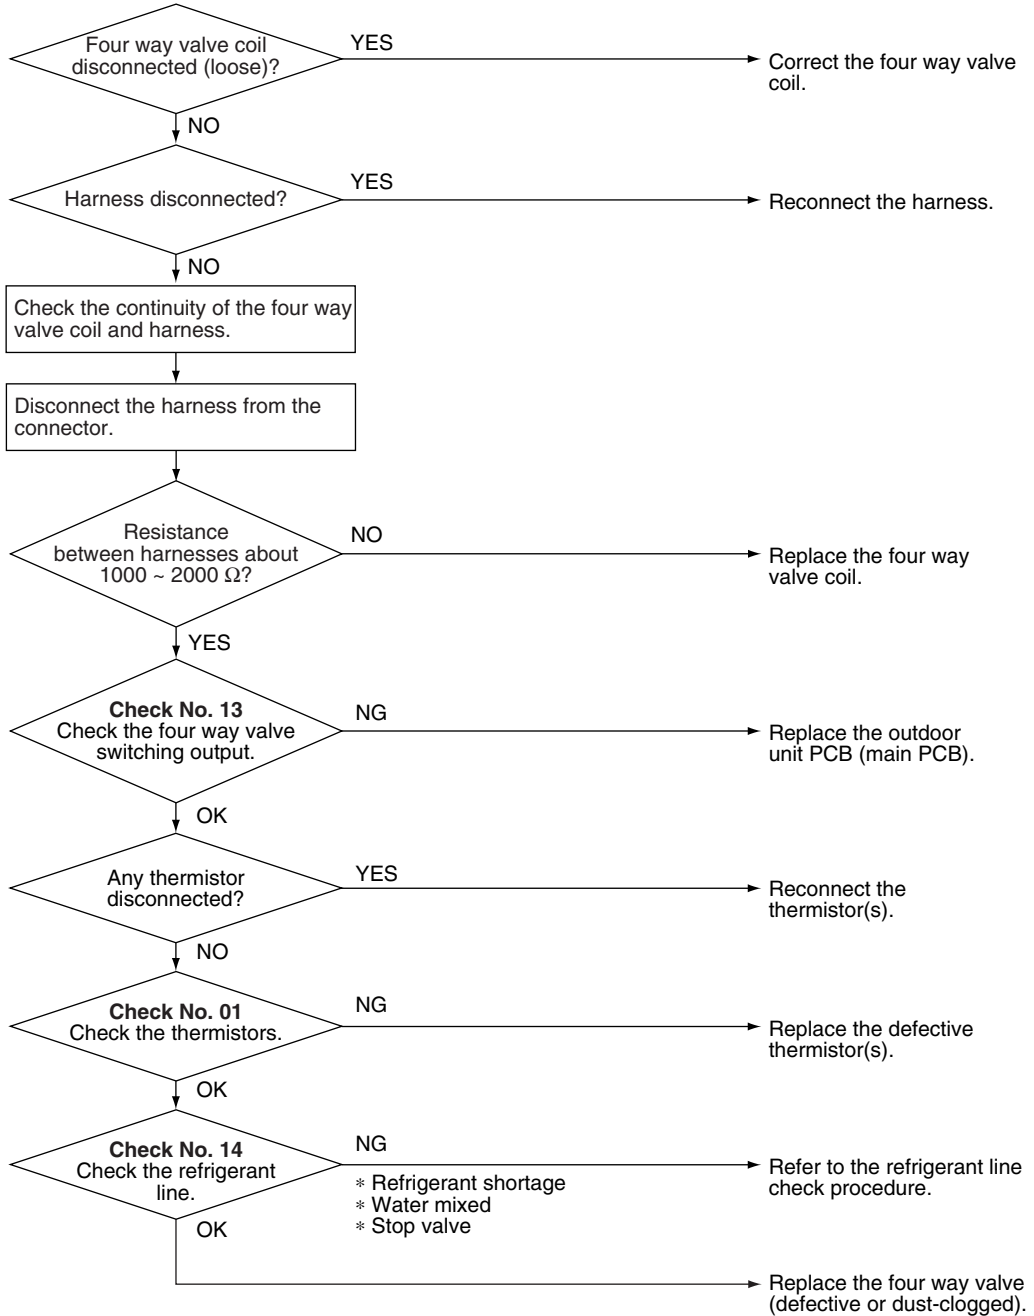 Four way valve coil
disconnected (loose)?
YES
Correct the four way valve
coil.
NO
Harness disconnected?
YES
Reconnect the harness.
NO
Check the continuity of the four way
valve coil and harness.
Disconnect the harness from the
connector.
Resistance
between harnesses about
1000 ~ 2000 Ω?
NO
Replace the four way
valve coil.
YES
Check No. 13
Check the four way valve
switching output.
NG
Replace the outdoor
unit PCB (main PCB).
OK
Any thermistor
disconnected?
YES
Reconnect the
thermistor(s).
NO
Check No. 01
Check the thermistors.
NG
Replace the defective
thermistor(s).
OK
Check No. 14
Check the refrigerant
line.
NG
∗ Refrigerant shortage
∗ Water mixed
∗ Stop valve
Refer to the refrigerant line
check procedure.
OK
Replace the four way valve
(defective or dust-clogged).